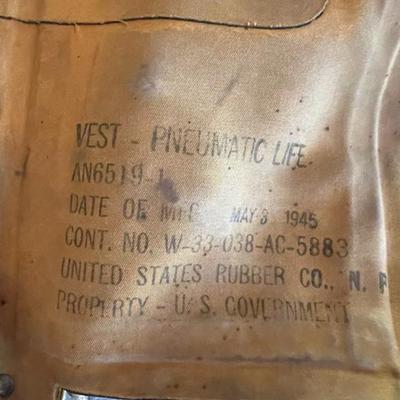 VEST - PNEUMATIC LIFE
AN6519-1
DATE OF MFG. MAY 3 1945
CONT. NO. W-33-038-AC-5883
UNITED STATES RUBBER CO., N. P
PROPERTY - U. S. GOVERNMENT